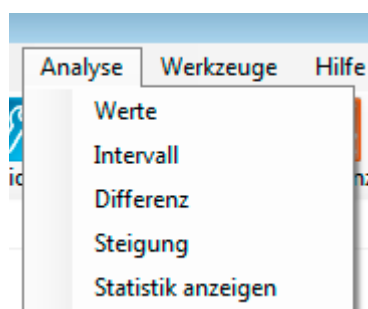 Analyse Werkzeuge Hilfe
Werte
Intervall
Differenz
Steigung
Statistik anzeigen